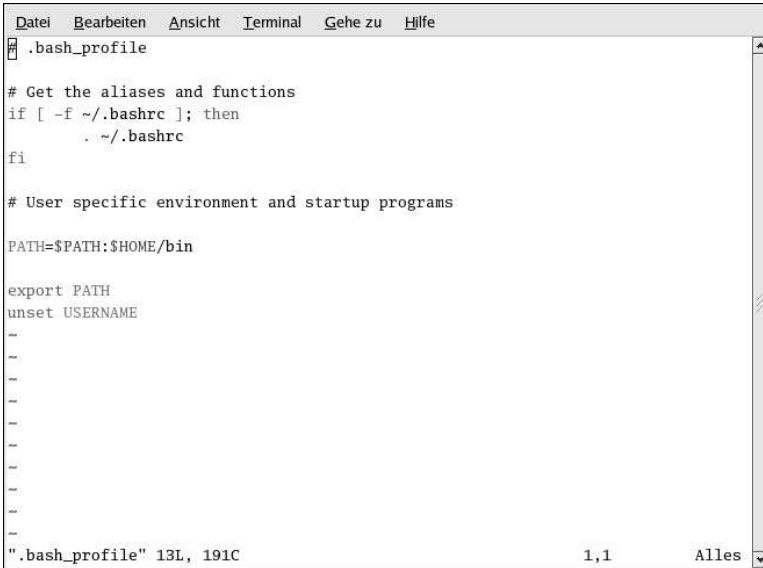 Datei Bearbeiten Ansicht Terminal Gehe zu Hilfe
# .bash_profile
# Get the aliases and functions
if [ -f ~/.bashrc ]; then
        . ~/.bashrc
fi
# User specific environment and startup programs
PATH=$PATH:$HOME/bin
export PATH
unset USERNAME
~
~
~
~
~
~
~
~
~
~
".bash_profile" 13L, 191C 1,1 Alles